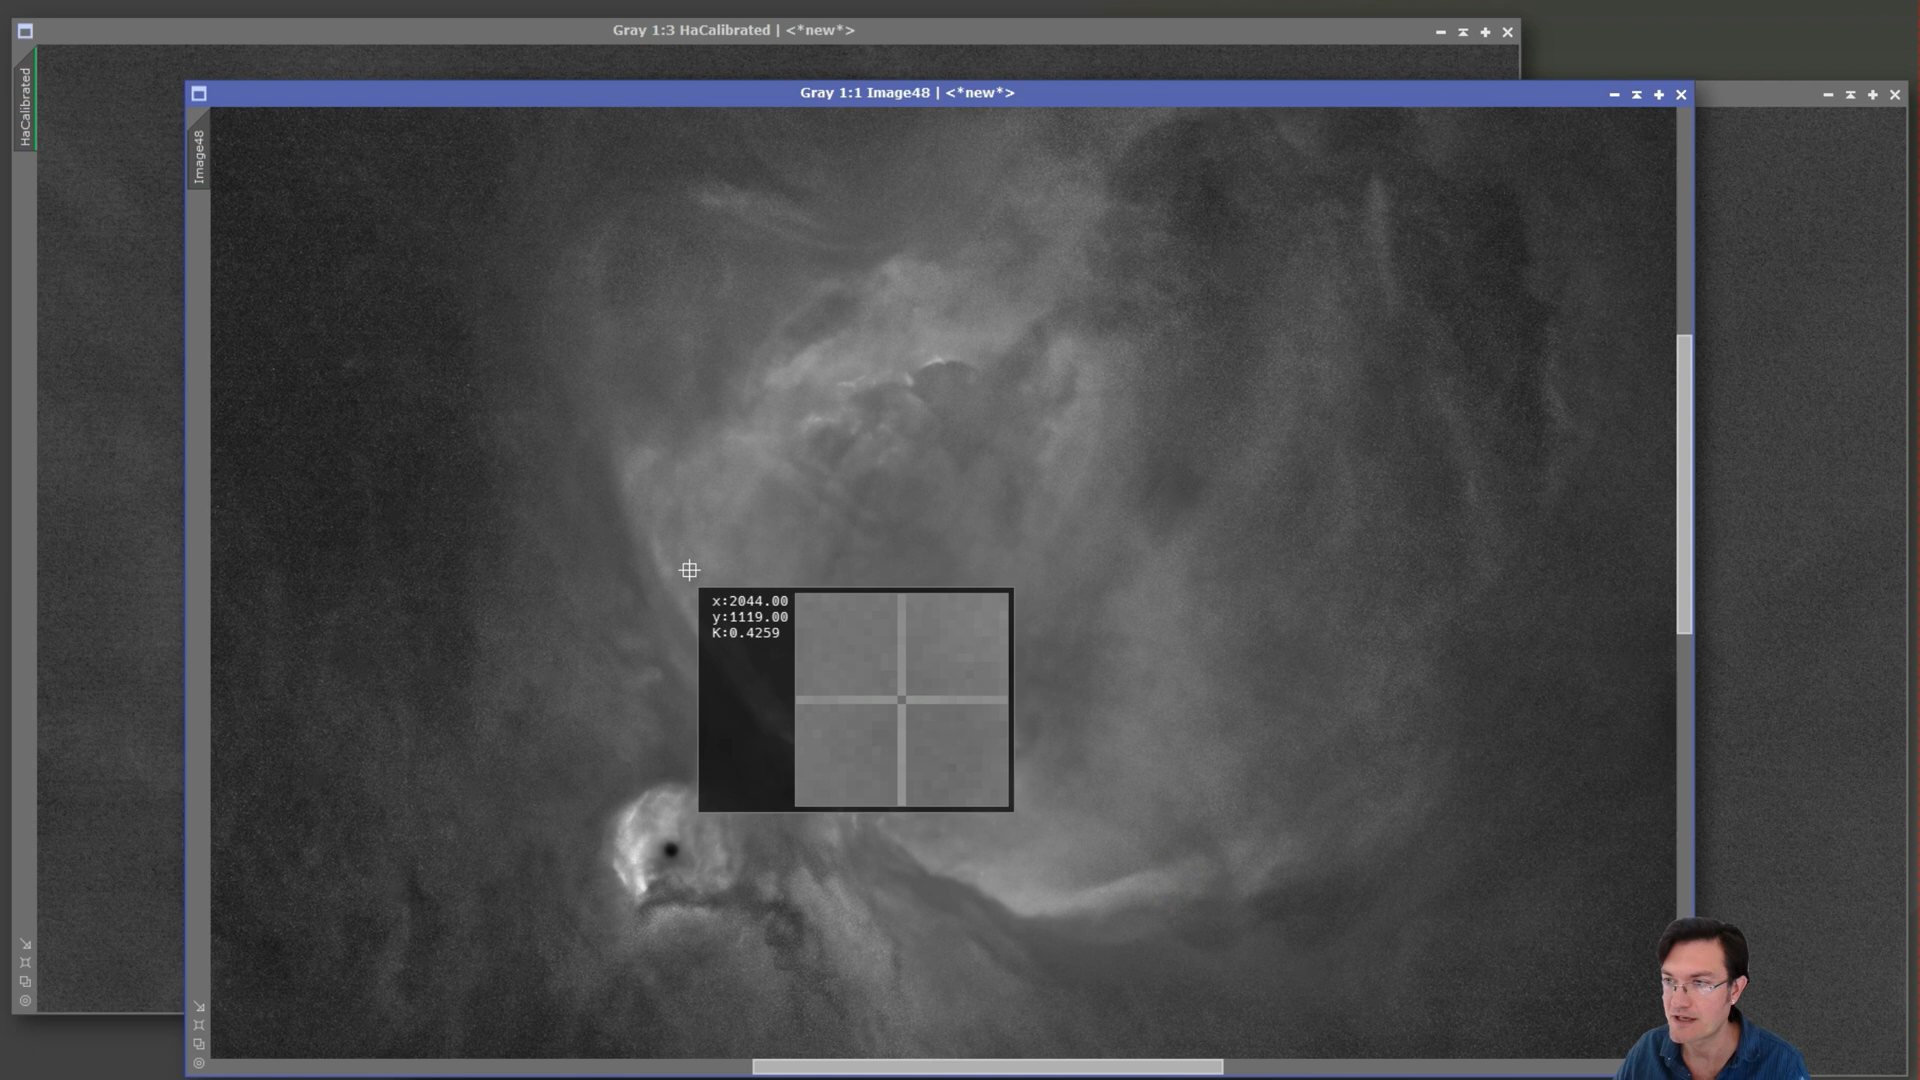 Gray 1:3 HaCalibrated | <*new*>
HaCalibrated
Gray 1:1 Image48 | <*new*>
Image48
x:2044.00
y:1119.00
K:0.4259